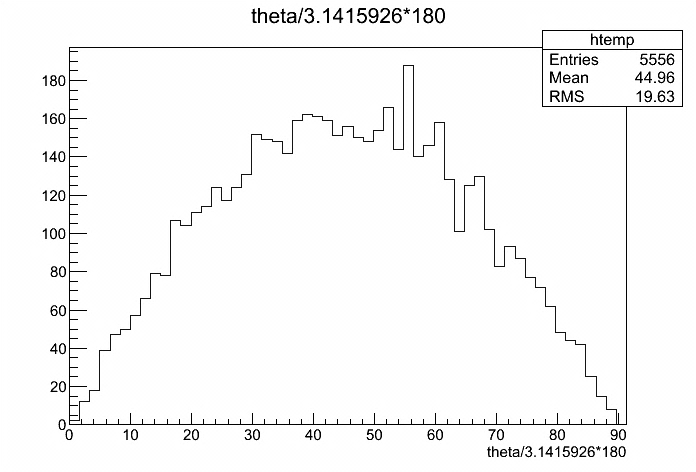 theta/3.1415926*180
htemp
Entries 5556
Mean 44.96
RMS 19.63
180
160
140
120
100
80
60
40
20
0
0 10 20 30 40 50 60 70 80 90
theta/3.1415926*180